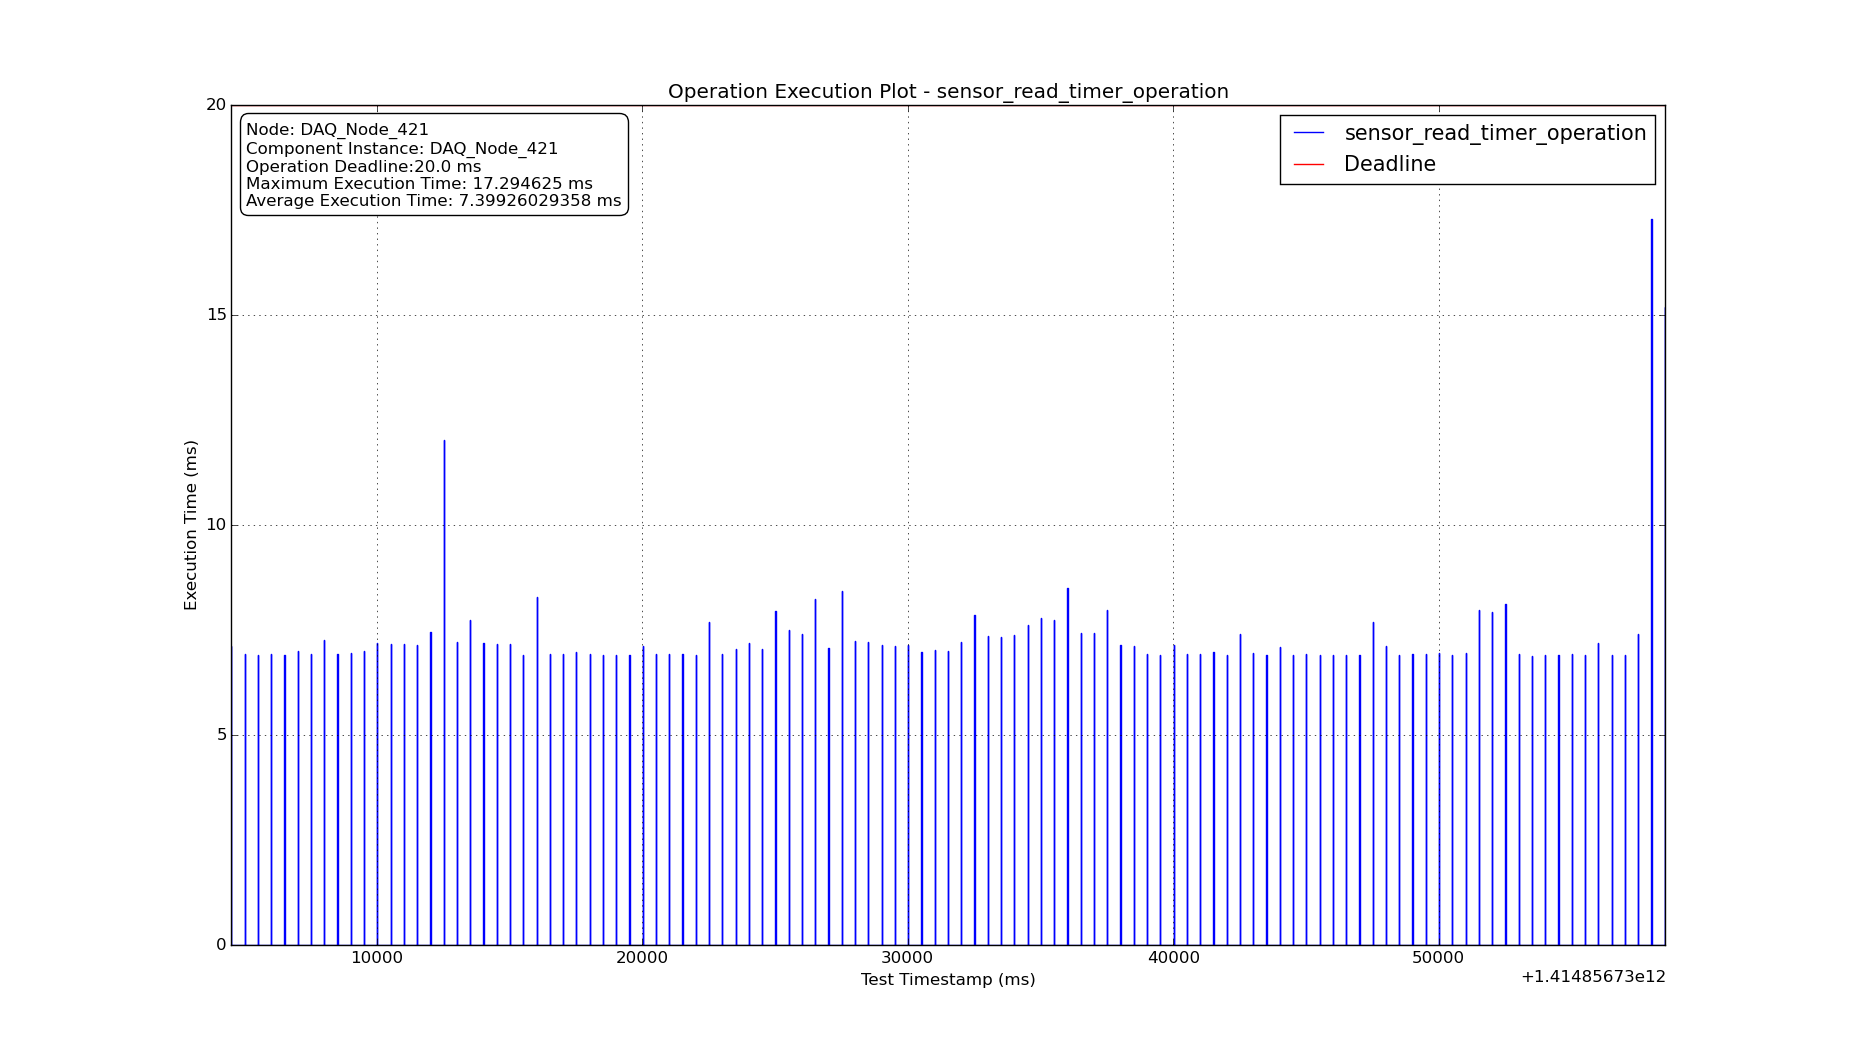 Operation Execution Plot - sensor_read_timer_operation
Node: DAQ_Node_421
Component Instance: DAQ_Node_421
Operation Deadline:20.0 ms
Maximum Execution Time: 17.294625 ms
Average Execution Time: 7.39926029358 ms
sensor_read_timer_operation
Deadline
20
15
10
5
0
Execution Time (ms)
10000 20000 30000 40000 50000
+1.41485673e12
Test Timestamp (ms)